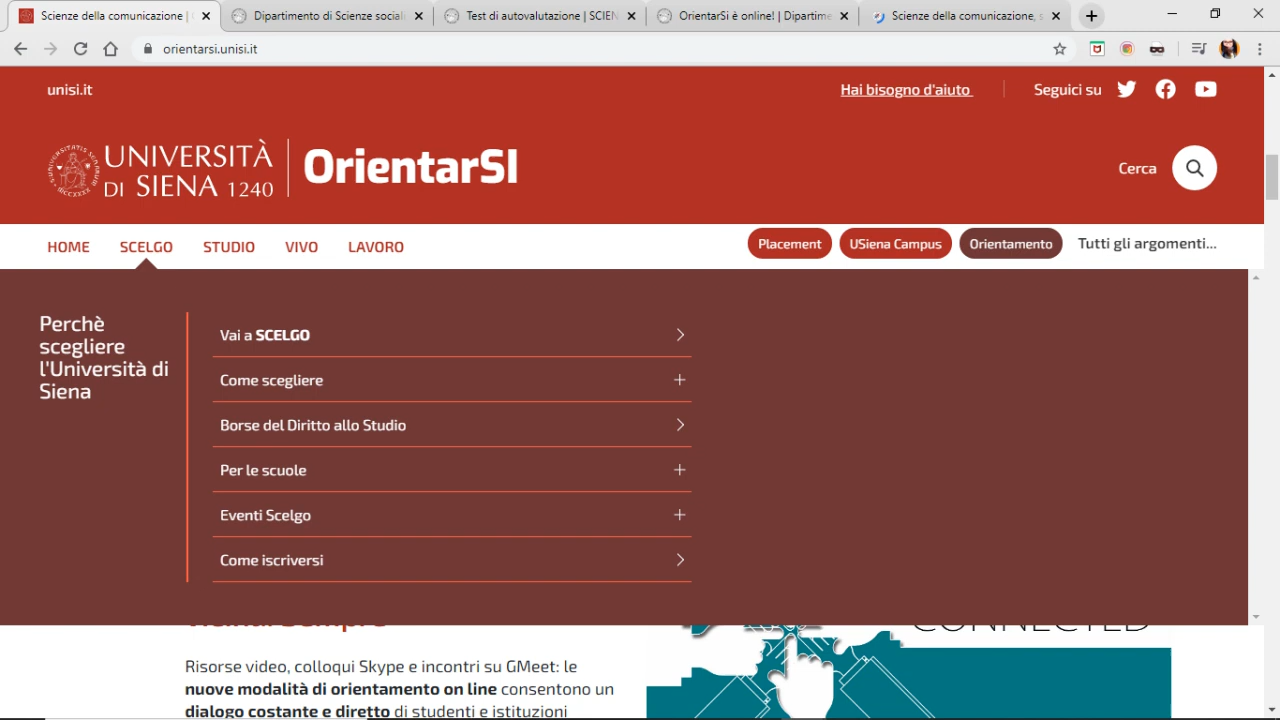 Scienze della comunicazione |
Dipartimento di Scienze sociali
Test di autovalutazione | SCIEN
OrientarSi è online! | Dipartime
Scienze della comunicazione, s
orientarsi.unisi.it
unisi.it
Hai bisogno d'aiuto
Seguici su
UNIVERSITÀ
DI SIENA 1240
OrientarSI
Cerca
HOME SCELGO STUDIO VIVO LAVORO
Placement USiena Campus Orientamento Tutti gli argomenti...
Perchè
scegliere
l'Università di
Siena
Vai a SCELGO
Come scegliere
Borse del Diritto allo Studio
Per le scuole
Eventi Scelgo
Come iscriversi
CONNECTED
Risorse video, colloqui Skype e incontri su GMeet: le
nuove modalità di orientamento on line consentono un
dialogo costante e diretto di studenti e istituzioni